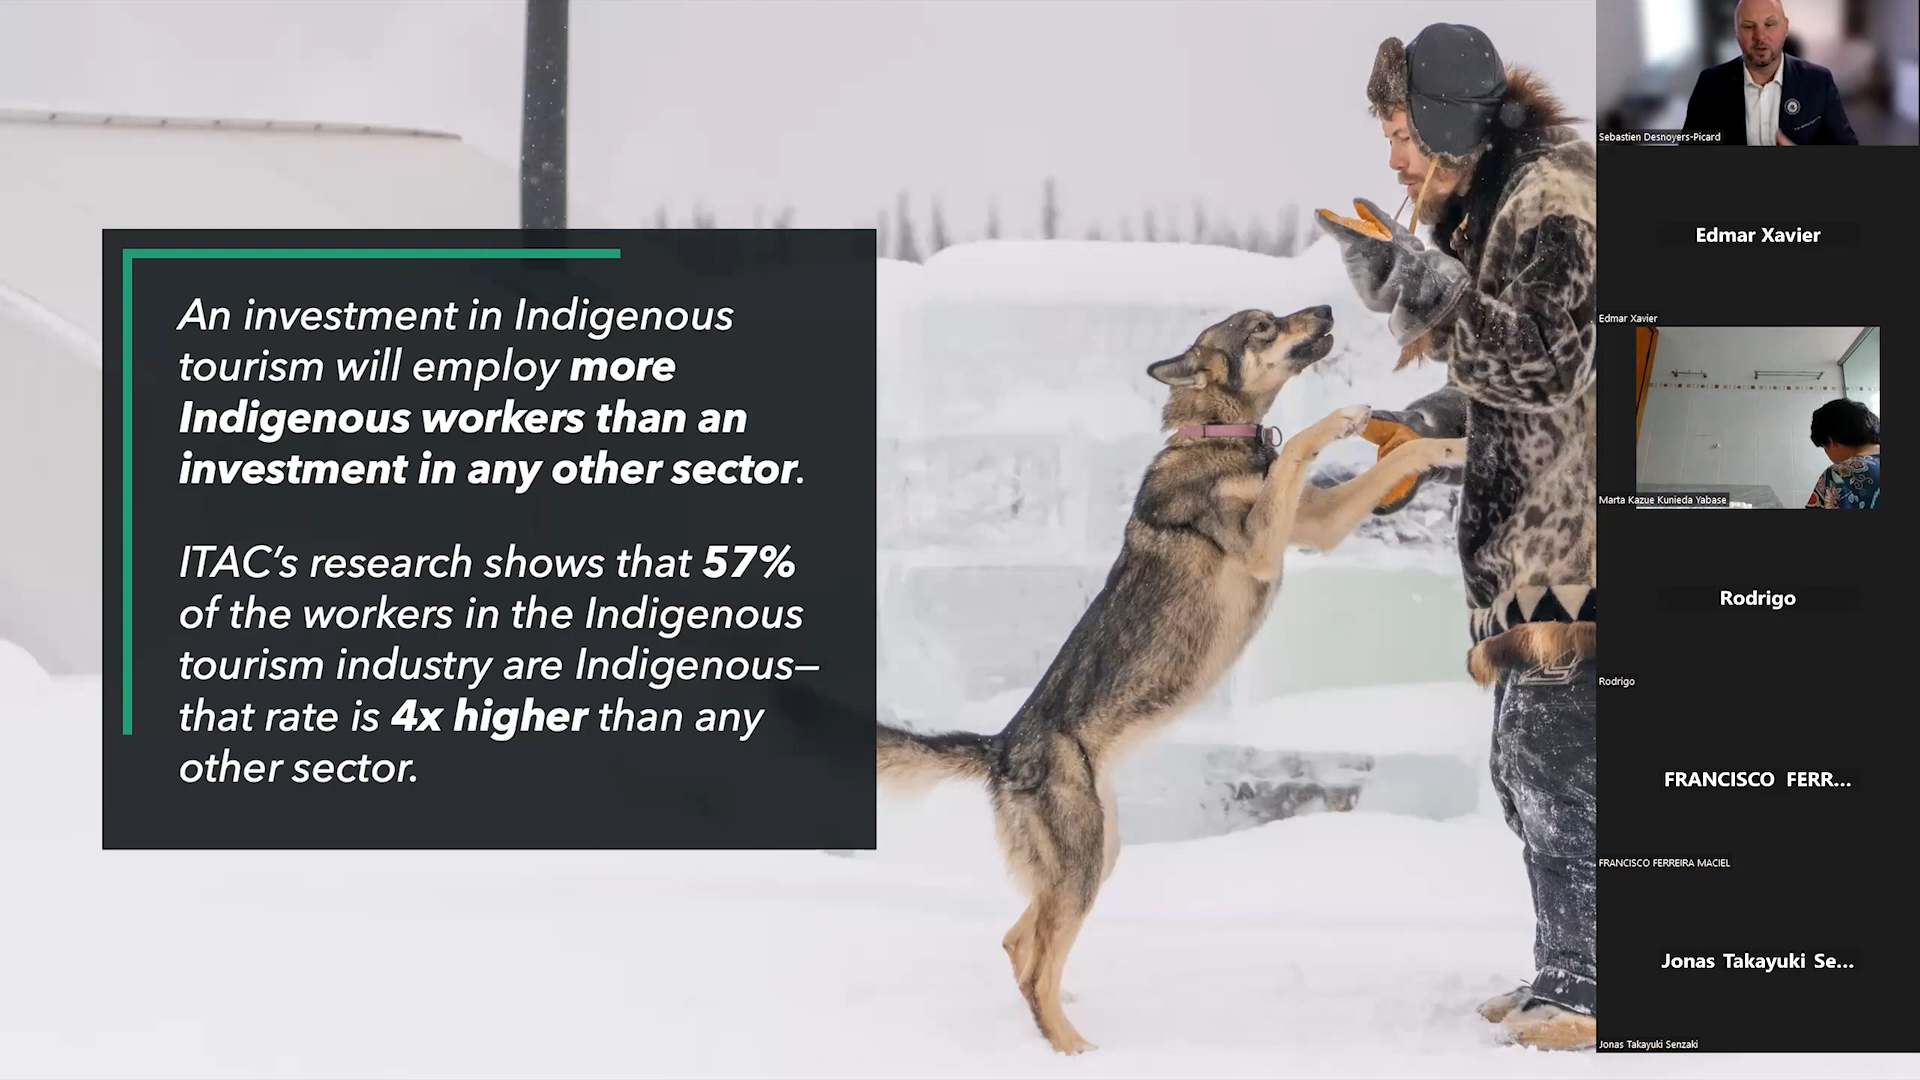 An investment in Indigenous
tourism will employ more
Indigenous workers than an
investment in any other sector.
ITAC's research shows that 57%
of the workers in the Indigenous
tourism industry are Indigenous—
that rate is 4x higher than any
other sector.
Sebastien Desnoyers-Picard
Edmar Xavier
Edmar Xavier
Marta Kazue Kunieda Yabase
Rodrigo
Rodrigo
FRANCISCO FERR...
FRANCISCO FERREIRA MACIEL
Jonas Takayuki Se...
Jonas Takayuki Senzaki